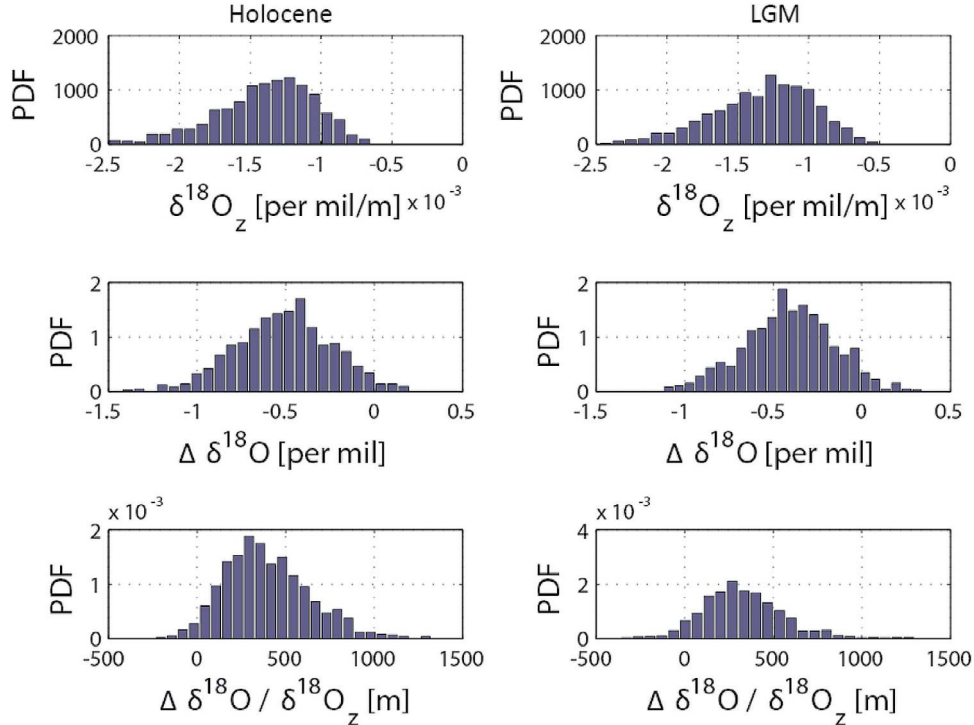 Holocene
LGM
PDF
2000
1000
0
-2.5 -2 -1.5 -1 -0.5 0
δ¹⁸O_z [per mil/m] × 10⁻³
PDF
2000
1000
0
-2.5 -2 -1.5 -1 -0.5 0
δ¹⁸O_z [per mil/m] × 10⁻³
PDF
2
1
0
-1.5 -1 -0.5 0 0.5
Δ δ¹⁸O [per mil]
PDF
2
1
0
-1.5 -1 -0.5 0 0.5
Δ δ¹⁸O [per mil]
x 10⁻³
PDF
2
1
0
-500 0 500 1000 1500
Δ δ¹⁸O / δ¹⁸O_z [m]
x 10⁻³
PDF
4
2
0
-500 0 500 1000 1500
Δ δ¹⁸O / δ¹⁸O_z [m]